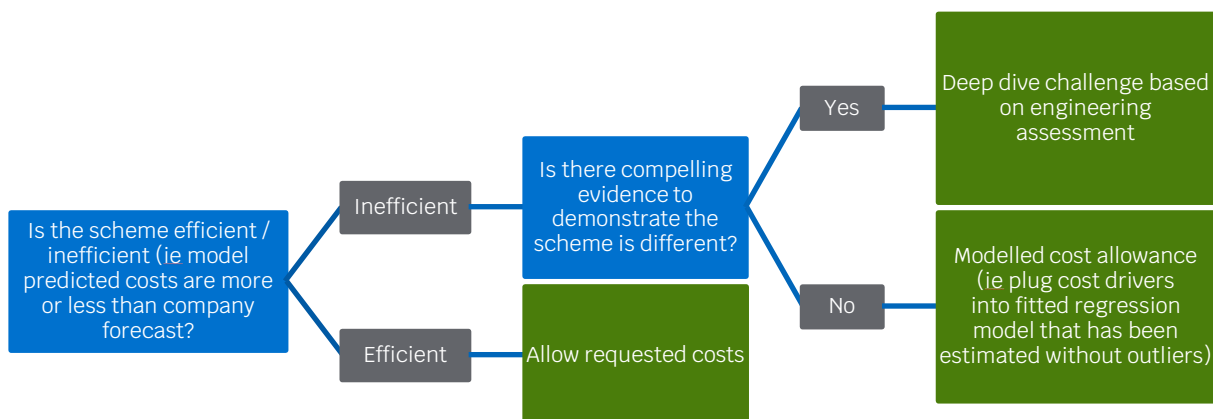 Is the scheme efficient /
inefficient (ie model
predicted costs are more
or less than company
forecast?
Inefficient
Efficient
Is there compelling
evidence to
demonstrate the
scheme is different?
Allow requested costs
Yes
No
Deep dive challenge based
on engineering
assessment
Modelled cost allowance
(ie plug cost drivers
into fitted regression
model that has been
estimated without outliers)